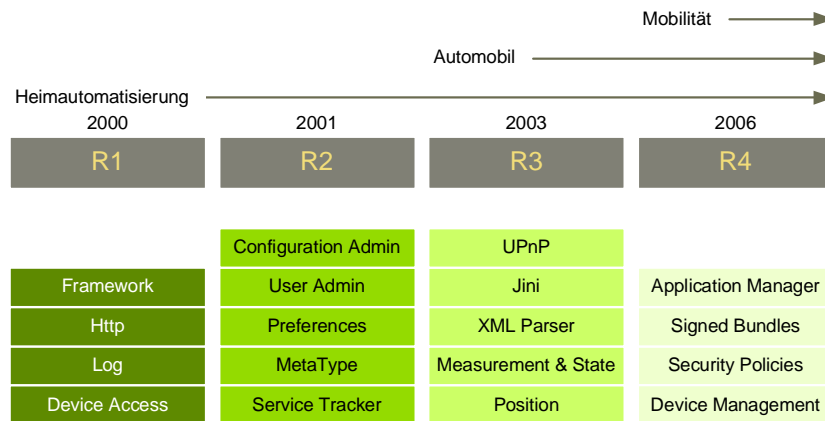 Mobilität
Automobil
Heimautomatisierung
2000 2001 2003 2006
R1 R2 R3 R4
Configuration Admin UPnP
Framework User Admin Jini Application Manager
Http Preferences XML Parser Signed Bundles
Log MetaType Measurement & State Security Policies
Device Access Service Tracker Position Device Management